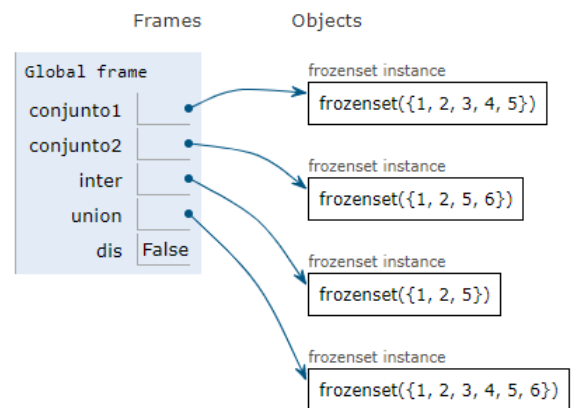 Frames Objects
Global frame
conjunto1
conjunto2
inter
union
dis False
frozenset instance
frozenset({1, 2, 3, 4, 5})
frozenset instance
frozenset({1, 2, 5, 6})
frozenset instance
frozenset({1, 2, 5})
frozenset instance
frozenset({1, 2, 3, 4, 5, 6})